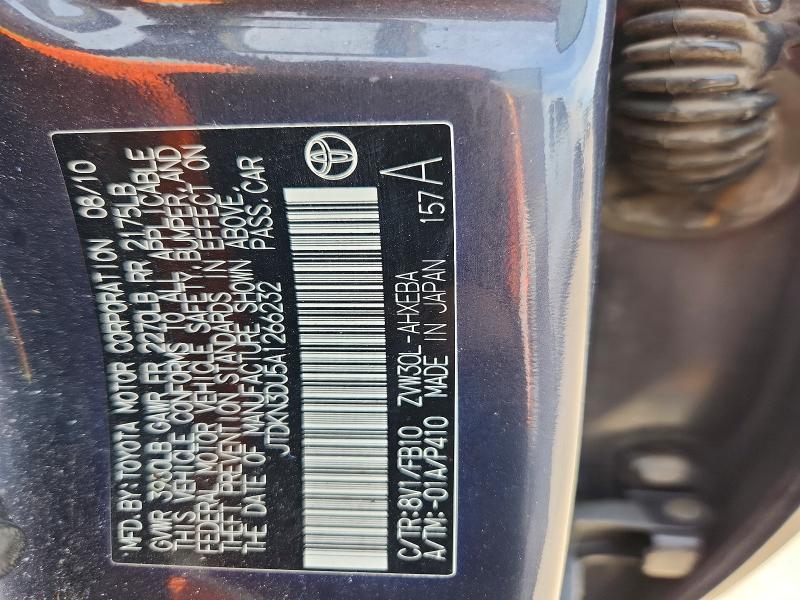 MFD. BY: TOYOTA MOTOR CORPORATION 08/10
GVWR 3980LB GAWR FR 2270LB RR 2175LB
THIS VEHICLE CONFORMS TO ALL APPLICABLE
FEDERAL MOTOR VEHICLE SAFETY, BUMPER, AND
THEFT PREVENTION STANDARDS IN EFFECT ON
THE DATE OF MANUFACTURE SHOWN ABOVE.
JTDKN3DU5A1266232 PASS. CAR
C/TR: 8V1/FB10 ZVW30L-AHXEBA
A/TM: -01A/P410 MADE IN JAPAN 157A